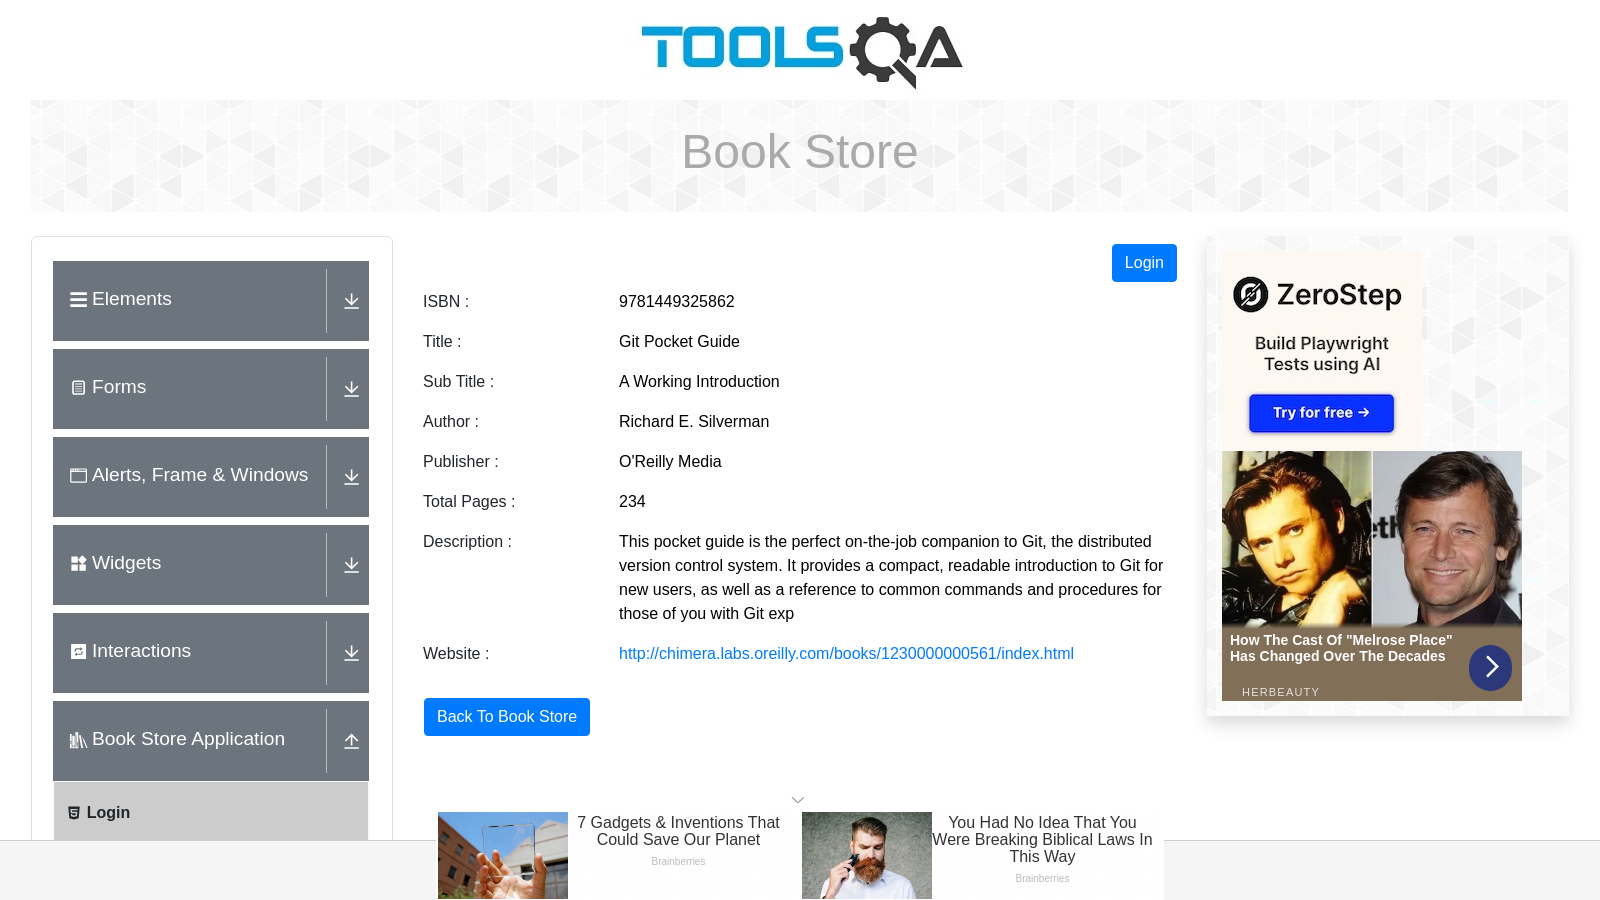 TOOLSQA
Book Store
Elements
Forms
Alerts, Frame & Windows
Widgets
Interactions
Book Store Application
Login
Login
ISBN :
9781449325862
Title :
Git Pocket Guide
Sub Title :
A Working Introduction
Author :
Richard E. Silverman
Publisher :
O'Reilly Media
Total Pages :
234
Description :
This pocket guide is the perfect on-the-job companion to Git, the distributed
version control system. It provides a compact, readable introduction to Git for
new users, as well as a reference to common commands and procedures for
those of you with Git exp
Website :
http://chimera.labs.oreilly.com/books/1230000000561/index.html
Back To Book Store
ZeroStep
Build Playwright
Tests using AI
Try for free →
How The Cast Of "Melrose Place"
Has Changed Over The Decades
HERBEAUTY
7 Gadgets & Inventions That
Could Save Our Planet
Brainberries
You Had No Idea That You
Were Breaking Biblical Laws In
This Way
Brainberries